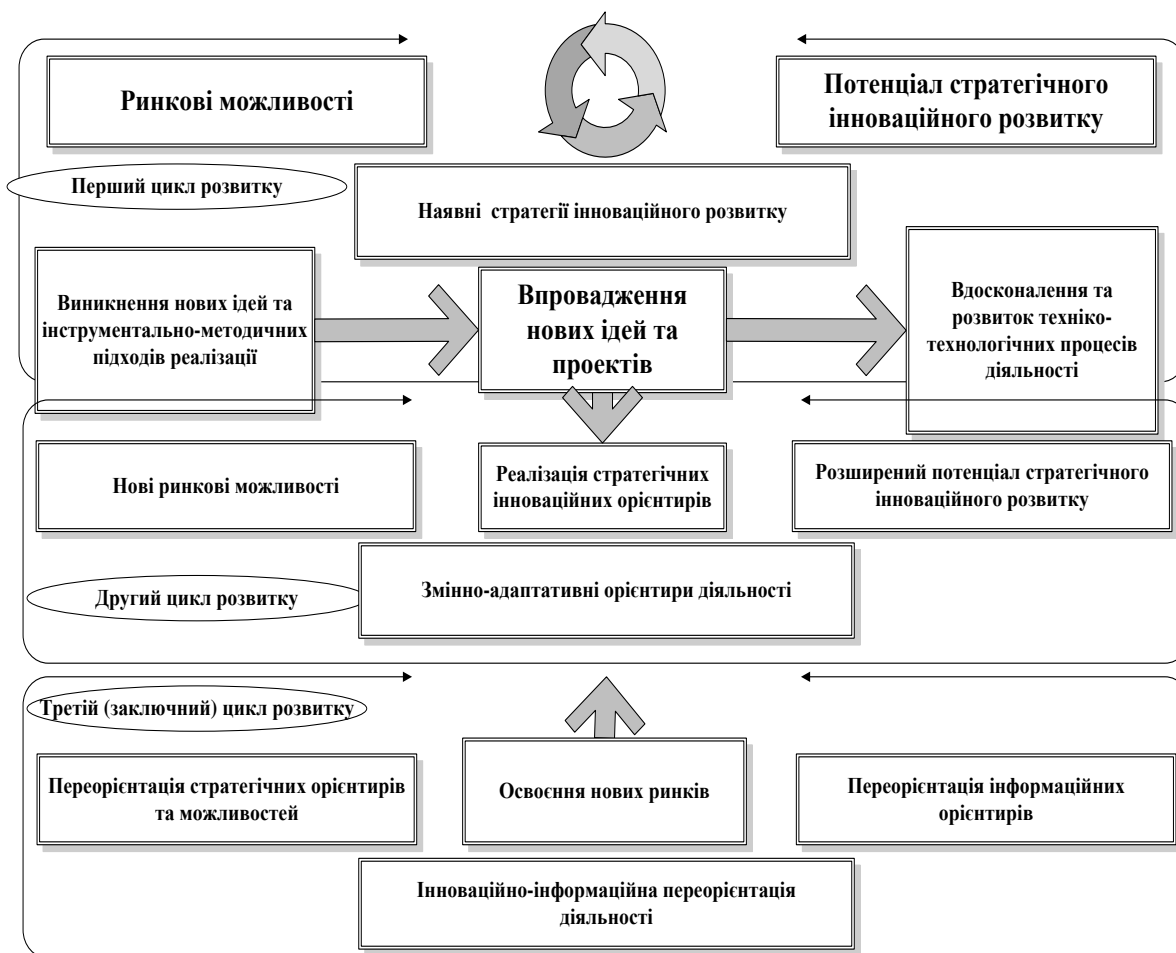 Ринкові можливості
Потенціал стратегічного
інноваційного розвитку
Перший цикл розвитку
Наявні стратегії інноваційного розвитку
Виникнення нових ідей та
інструментально-методичних
підходів реалізації
Впровадження
нових ідей та
проектів
Вдосконалення та
розвиток техніко-
технологічних процесів
діяльності
Нові ринкові можливості
Реалізація стратегічних
інноваційних орієнтирів
Розширений потенціал стратегічного
інноваційного розвитку
Другий цикл розвитку
Змінно-адаптативні орієнтири діяльності
Третій (заключний) цикл розвитку
Переорієнтація стратегічних орієнтирів
та можливостей
Освоєння нових ринків
Переорієнтація інформаційних
орієнтирів
Інноваційно-інформаційна переорієнтація
діяльності